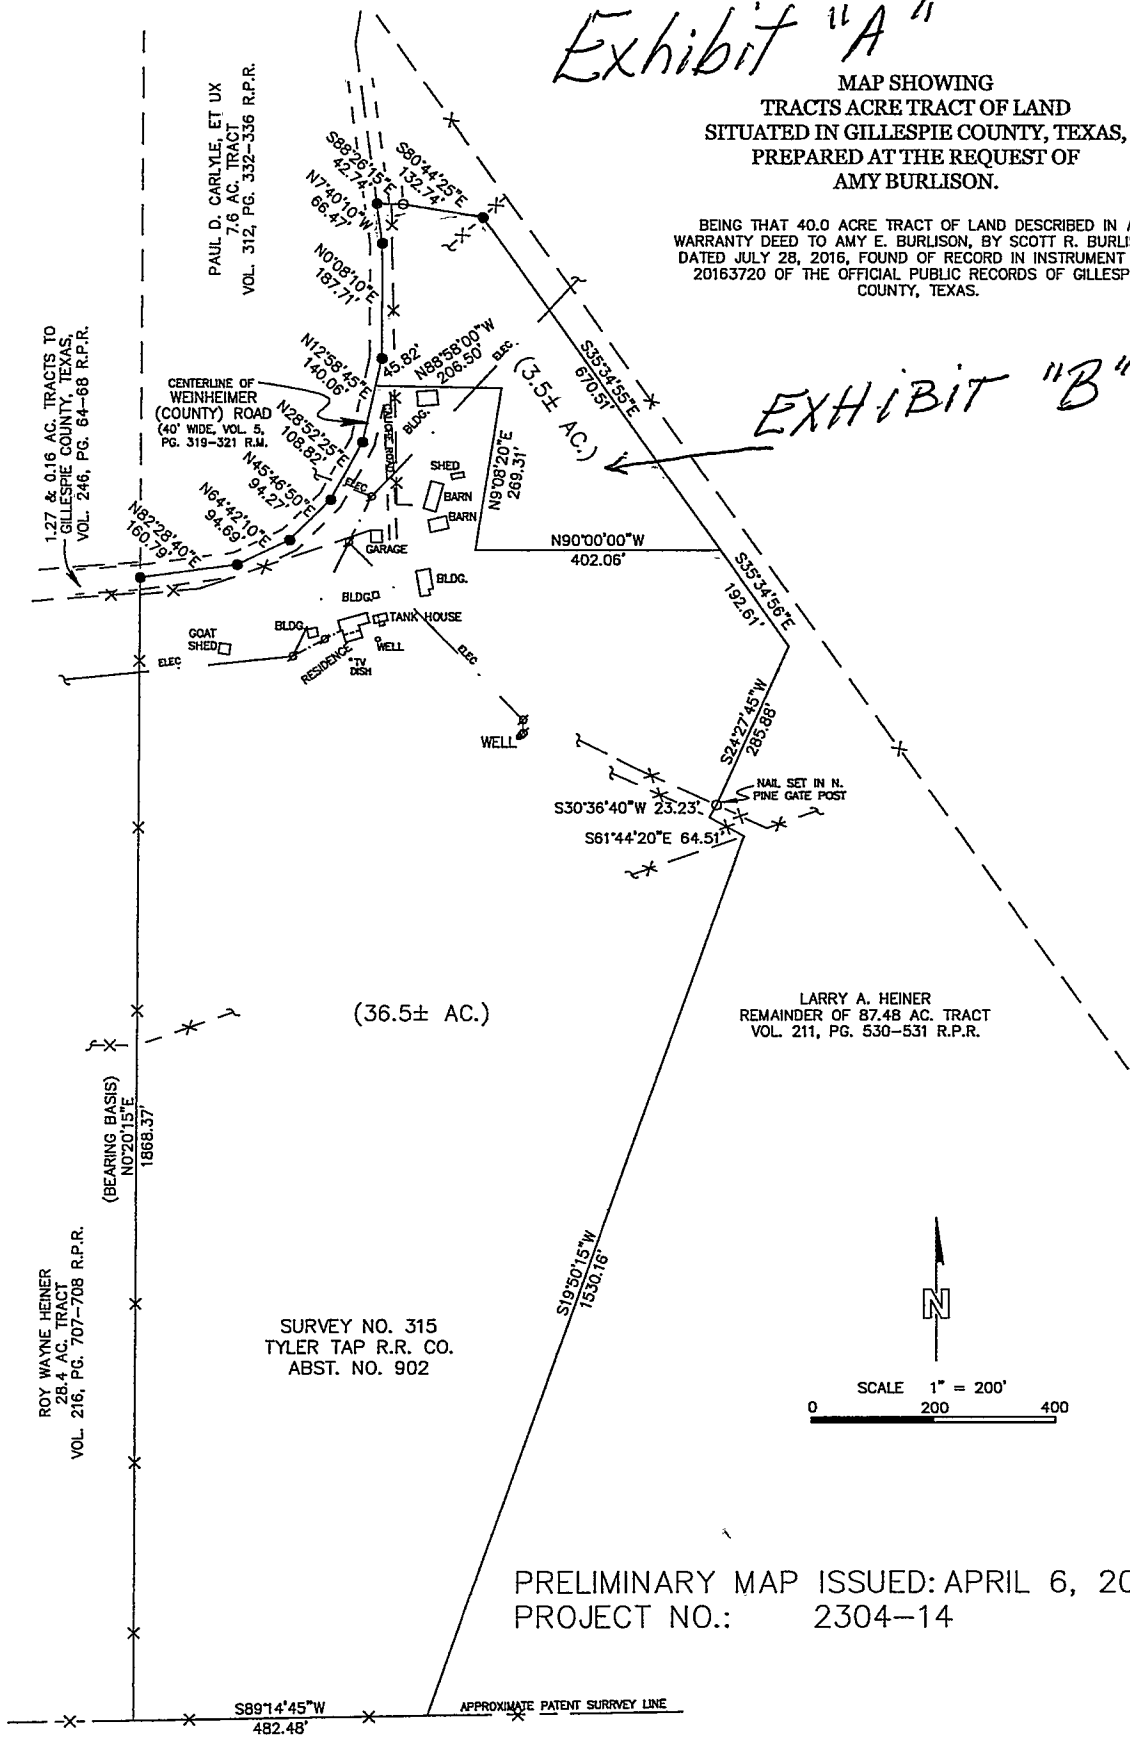 Exhibit "A"
MAP SHOWING
TRACTS ACRE TRACT OF LAND
SITUATED IN GILLESPIE COUNTY, TEXAS,
PREPARED AT THE REQUEST OF
AMY BURLISON.
BEING THAT 40.0 ACRE TRACT OF LAND DESCRIBED IN
WARRANTY DEED TO AMY E. BURLISON, BY SCOTT R. BURLI
DATED JULY 28, 2016, FOUND OF RECORD IN INSTRUMENT
20163720 OF THE OFFICIAL PUBLIC RECORDS OF GILLESP
COUNTY, TEXAS.
EXHIBIT "B"
PAUL D. CARLYLE, ET UX
7.6 AC. TRACT
VOL. 312, PG. 332-336 R.P.R.
S88°26'15"E
42.74'
S80°44'25"E
132.74'
N7°40'10"W
66.47'
N0°08'10"E
187.71'
N12°58'45"E
140.06'
45.82'
N88°58'00"W
206.50'
ELEC.
(3.5± AC.)
S35°34'55"E
670.51'
1.27 & 0.16 AC. TRACTS TO
GILLESPIE COUNTY, TEXAS,
VOL. 246, PG. 64-68 R.P.R.
CENTERLINE OF
WEINHEIMER
(COUNTY) ROAD
(40' WIDE, VOL. 5,
PG. 319-321 R.M.
N28°52'25"E
108.82'
N45°46'50"E
94.27'
N64°42'10"E
94.69'
N82°28'40"E
160.79'
BLDG.
ELEC.
SHED
BARN
BARN
GARAGE
N9°08'20"E
269.31'
N90°00'00"W
402.06'
S35°34'56"E
192.61'
BLDG.
BLDG.
BLDG.
TANK HOUSE
GOAT
SHED
ELEC
RESIDENCE
WELL
TV
DISH
ELEC
WELL
S24°27'45"W
285.88'
NAIL SET IN N.
PINE GATE POST
S30°36'40"W 23.23'
S61°44'20"E 64.51'
(36.5± AC.)
LARRY A. HEINER
REMAINDER OF 87.48 AC. TRACT
VOL. 211, PG. 530-531 R.P.R.
(BEARING BASIS)
N0°20'15"E
1868.37'
ROY WAYNE HEINER
28.4 AC. TRACT
VOL. 216, PG. 707-708 R.P.R.
S19°50'15"W
1530.16'
SURVEY NO. 315
TYLER TAP R.R. CO.
ABST. NO. 902
N
SCALE 1" = 200'
0 200 400
PRELIMINARY MAP ISSUED: APRIL 6, 20
PROJECT NO.: 2304-14
S89°14'45"W
482.48'
APPROXIMATE PATENT SURRVEY LINE